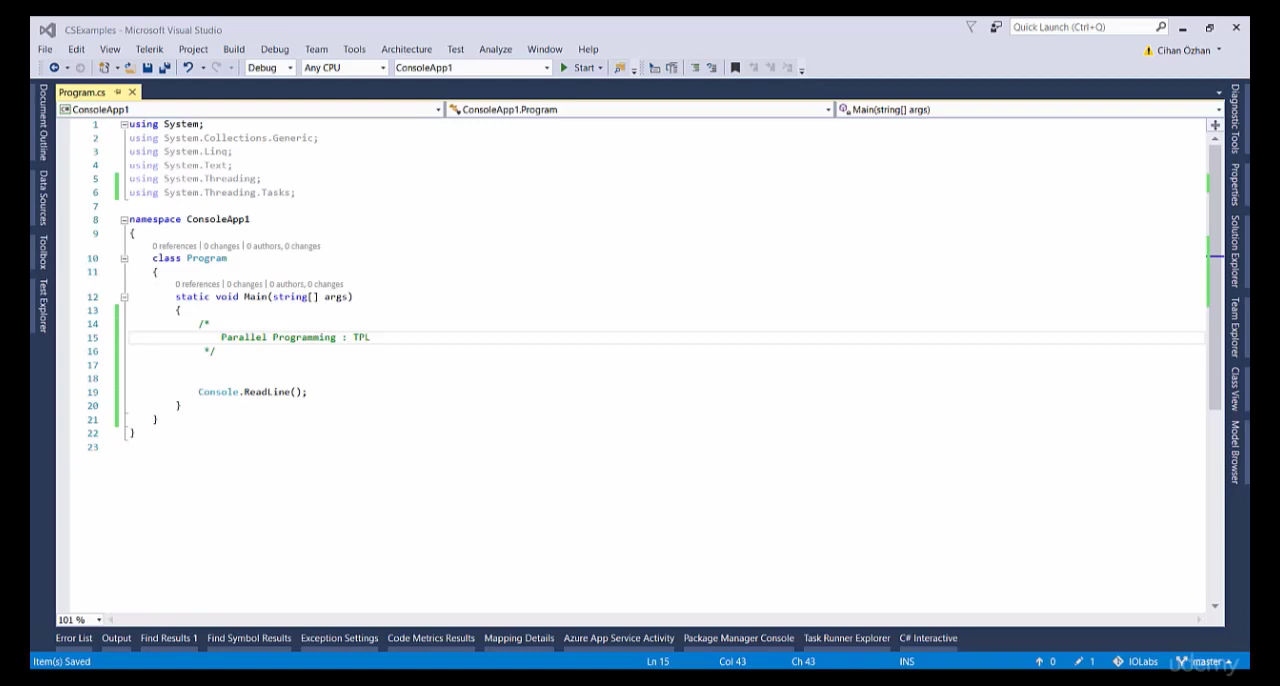 CSExamples - Microsoft Visual Studio
Quick Launch (Ctrl+Q)
File Edit View Telerik Project Build Debug Team Tools Architecture Test Analyze Window Help
Cihan Özhan
Debug Any CPU ConsoleApp1 Start
Program.cs
ConsoleApp1 ConsoleApp1.Program Main(string[] args)
Document Outline
Data Sources
Toolbox
Test Explorer
1 using System;
2 using System.Collections.Generic;
3 using System.Linq;
4 using System.Text;
5 using System.Threading;
6 using System.Threading.Tasks;
7
8 namespace ConsoleApp1
9 {
0 references | 0 changes | 0 authors, 0 changes
10 class Program
11 {
0 references | 0 changes | 0 authors, 0 changes
12 static void Main(string[] args)
13 {
14 /*
15 Parallel Programming : TPL
16 */
17
18
19 Console.ReadLine();
20 }
21 }
22 }
23
Diagnostic Tools
Properties
Solution Explorer
Team Explorer
Class View
Model Browser
101 %
Error List Output Find Results 1 Find Symbol Results Exception Settings Code Metrics Results Mapping Details Azure App Service Activity Package Manager Console Task Runner Explorer C# Interactive
Item(s) Saved Ln 15 Col 43 Ch 43 INS 0 1 IOLabs master
udemy